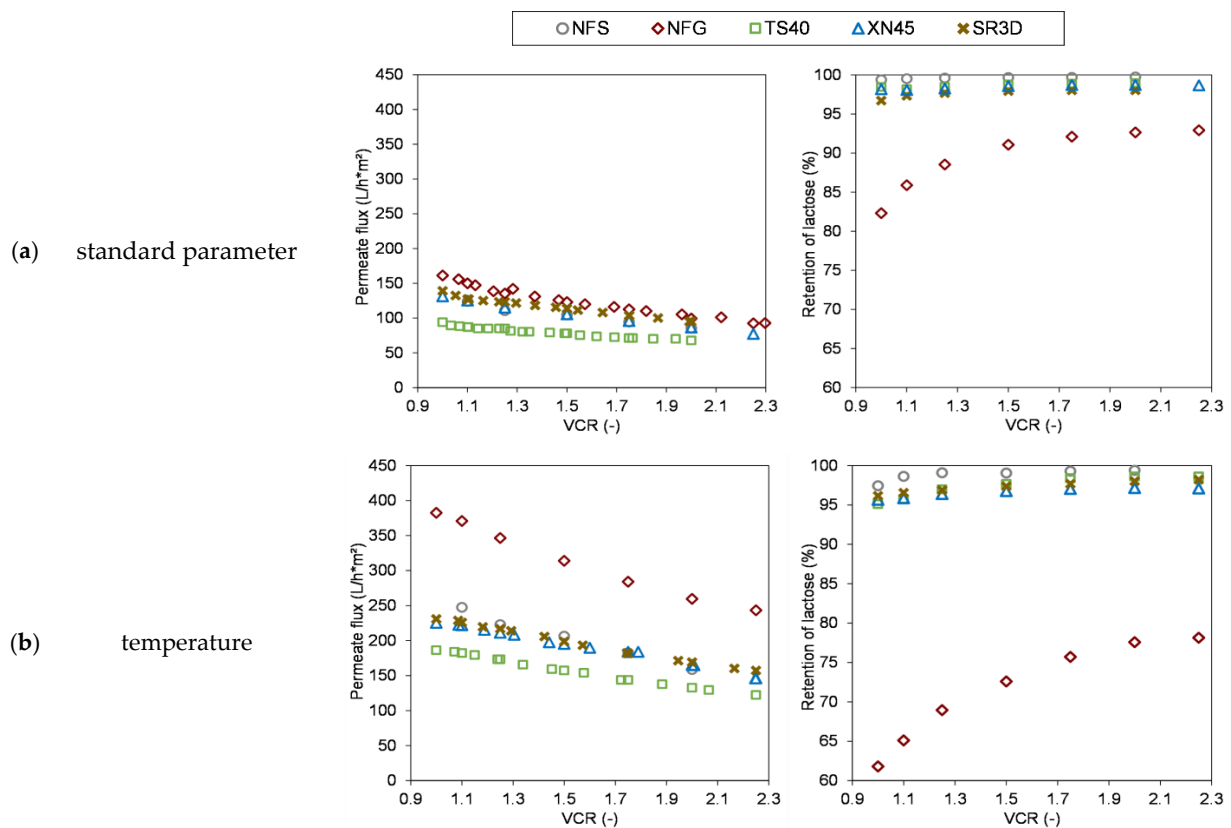 NFS NFG TS40 XN45 SR3D
(a) standard parameter
Permeate flux (L/h*m²)
450
400
350
300
250
200
150
100
50
0
0.9 1.1 1.3 1.5 1.7 1.9 2.1 2.3
VCR (-)
Retention of lactose (%)
100
95
90
85
80
75
70
65
60
0.9 1.1 1.3 1.5 1.7 1.9 2.1 2.3
VCR (-)
(b) temperature
Permeate flux (L/h*m²)
450
400
350
300
250
200
150
100
50
0
0.9 1.1 1.3 1.5 1.7 1.9 2.1 2.3
VCR (-)
Retention of lactose (%)
100
95
90
85
80
75
70
65
60
0.9 1.1 1.3 1.5 1.7 1.9 2.1 2.3
VCR (-)